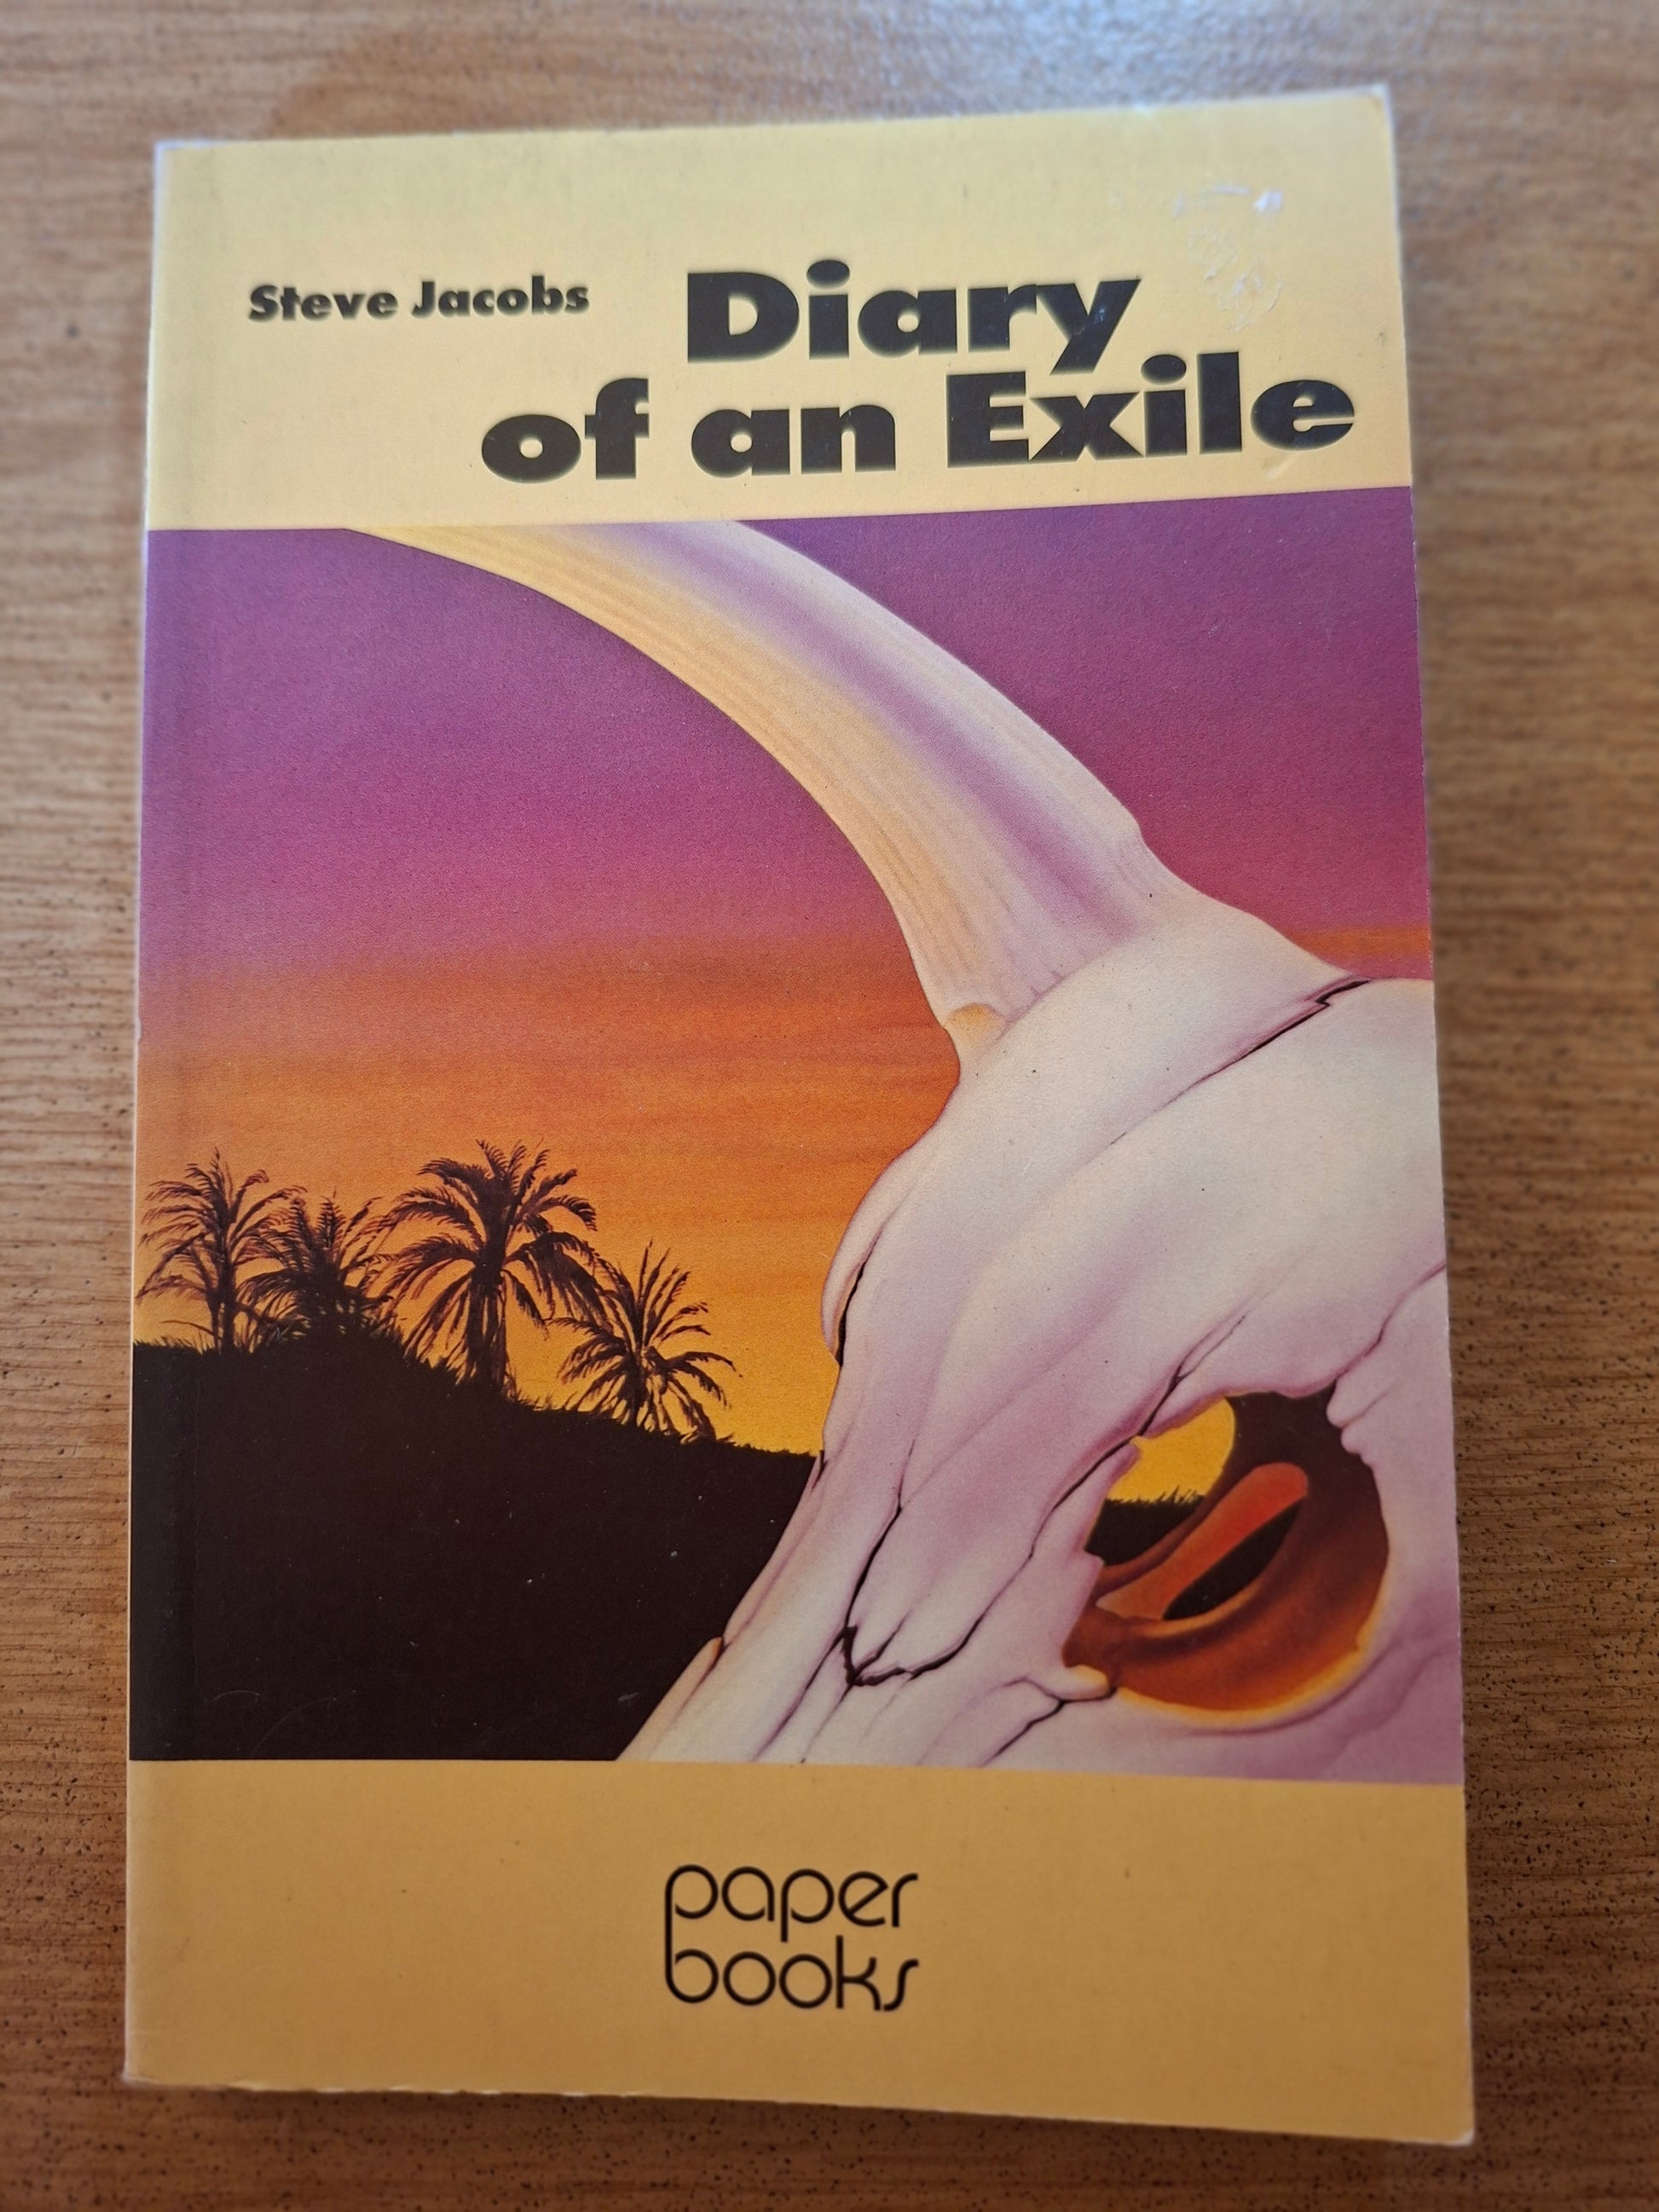 Steve Jacobs
Diary
of an Exile
paper
books